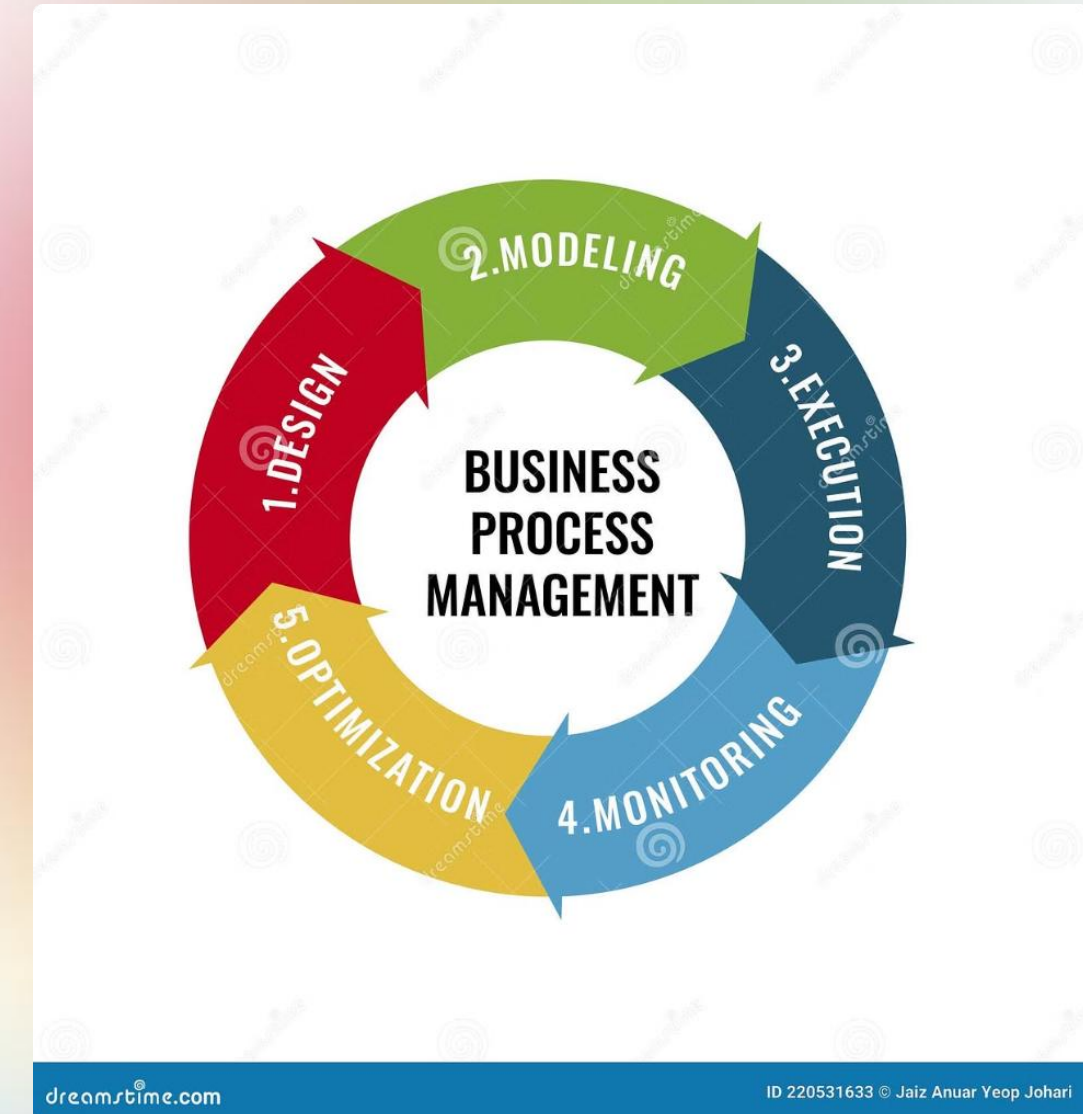 2.MODELING
1.DESIGN
3.EXECUTION
BUSINESS
PROCESS
MANAGEMENT
5.OPTIMIZATION
4.MONITORING
dreamstime.com
ID 220531633 © Jaiz Anuar Yeop Johari